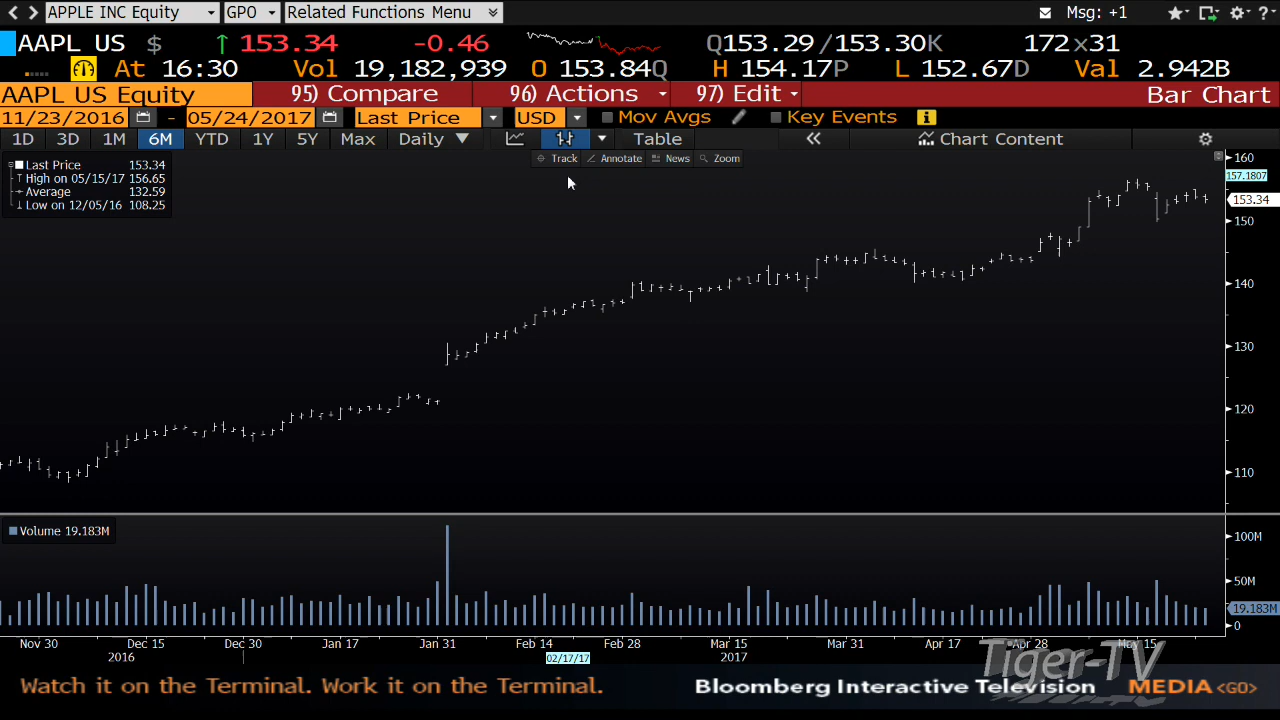 APPLE INC Equity GPO Related Functions Menu Msg: +1
AAPL US $ ↑ 153.34 -0.46 Q153.29/153.30K 172x31
At 16:30 Vol 19,182,939 O 153.84Q H 154.17P L 152.67D Val 2.942B
AAPL US Equity 95) Compare 96) Actions 97) Edit Bar Chart
11/23/2016 - 05/24/2017 Last Price USD Mov Avgs Key Events
1D 3D 1M 6M YTD 1Y 5Y Max Daily ▼ Table « Chart Content
Track Annotate News Zoom
Last Price 153.34
High on 05/15/17 156.65
Average 132.59
Low on 12/05/16 108.25
160
157.1807
153.34
150
140
130
120
110
Volume 19.183M
100M
50M
19.183M
0
Nov 30 Dec 15 Dec 30 Jan 17 Jan 31 Feb 14 Feb 28 Mar 15 Mar 31 Apr 17 Apr 28 May 15
2016 02/17/17 2017
Tiger-TV
Watch it on the Terminal. Work it on the Terminal. Bloomberg Interactive Television MEDIA <GO>